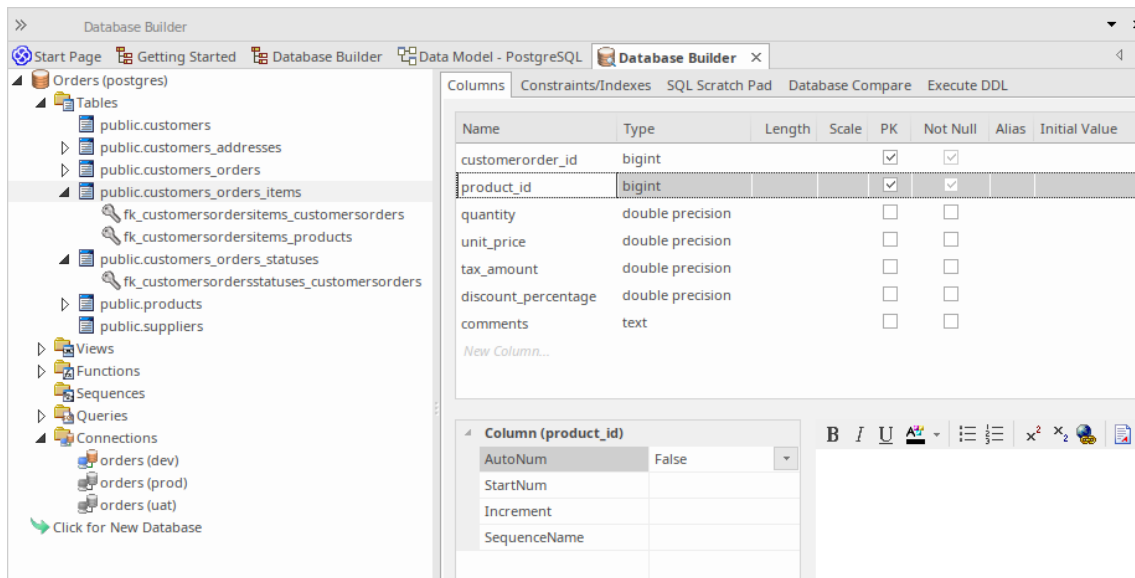 Database Builder
Start Page Getting Started Database Builder Data Model - PostgreSQL Database Builder
Orders (postgres)
Tables
public.customers
public.customers_addresses
public.customers_orders
public.customers_orders_items
fk_customersordersitems_customersorders
fk_customersordersitems_products
public.customers_orders_statuses
fk_customersordersstatuses_customersorders
public.products
public.suppliers
Views
Functions
Sequences
Queries
Connections
orders (dev)
orders (prod)
orders (uat)
Click for New Database
Columns Constraints/Indexes SQL Scratch Pad Database Compare Execute DDL
Name Type Length Scale PK Not Null Alias Initial Value
customerorder_id bigint
product_id bigint
quantity double precision
unit_price double precision
tax_amount double precision
discount_percentage double precision
comments text
New Column...
Column (product_id)
AutoNum False
StartNum
Increment
SequenceName
B I U A x² x₂